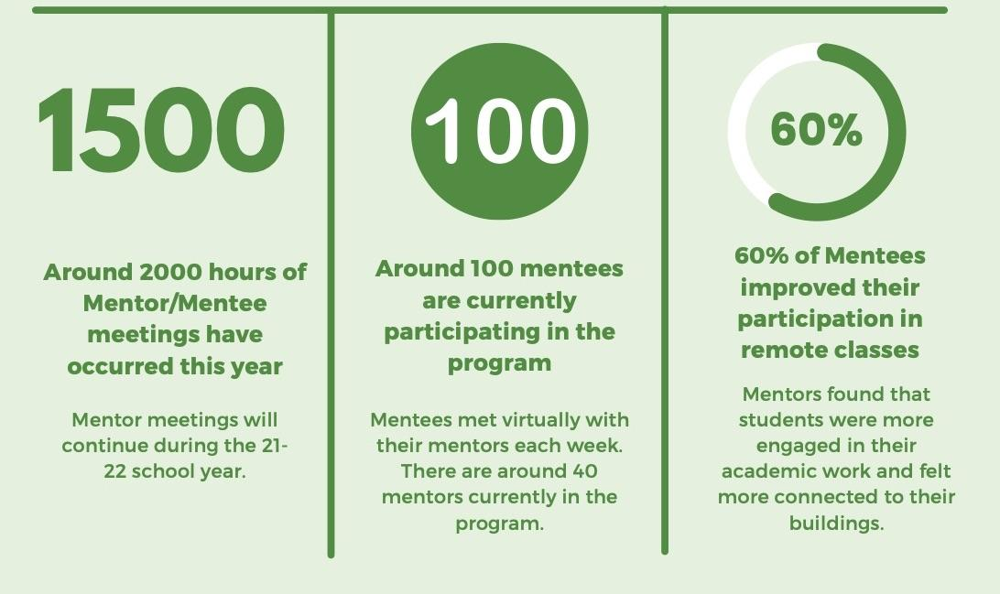 1500
Around 2000 hours of
Mentor/Mentee
meetings have
occurred this year
Mentor meetings will
continue during the 21-
22 school year.
100
Around 100 mentees
are currently
participating in the
program
Mentees met virtually with
their mentors each week.
There are around 40
mentors currently in the
program.
60%
60% of Mentees
improved their
participation in
remote classes
Mentors found that
students were more
engaged in their
academic work and felt
more connected to their
buildings.